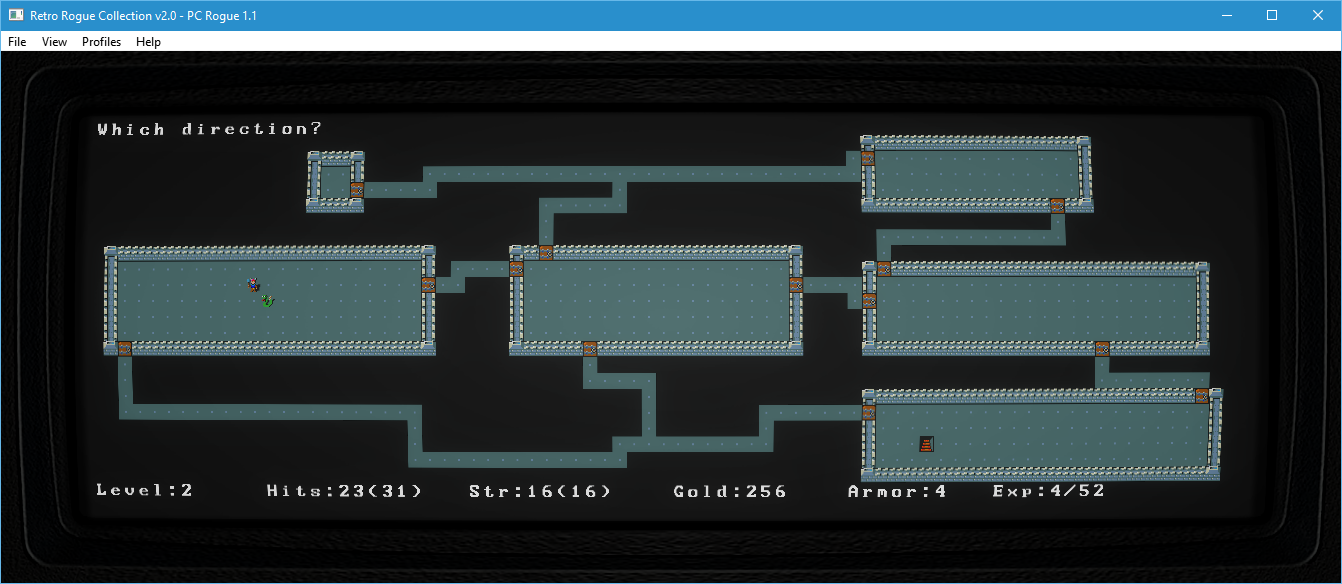 Retro Rogue Collection v2.0 - PC Rogue 1.1
File View Profiles Help
Which direction?
Level:2 Hits:23(31) Str:16(16) Gold:256 Armor:4 Exp:4/52